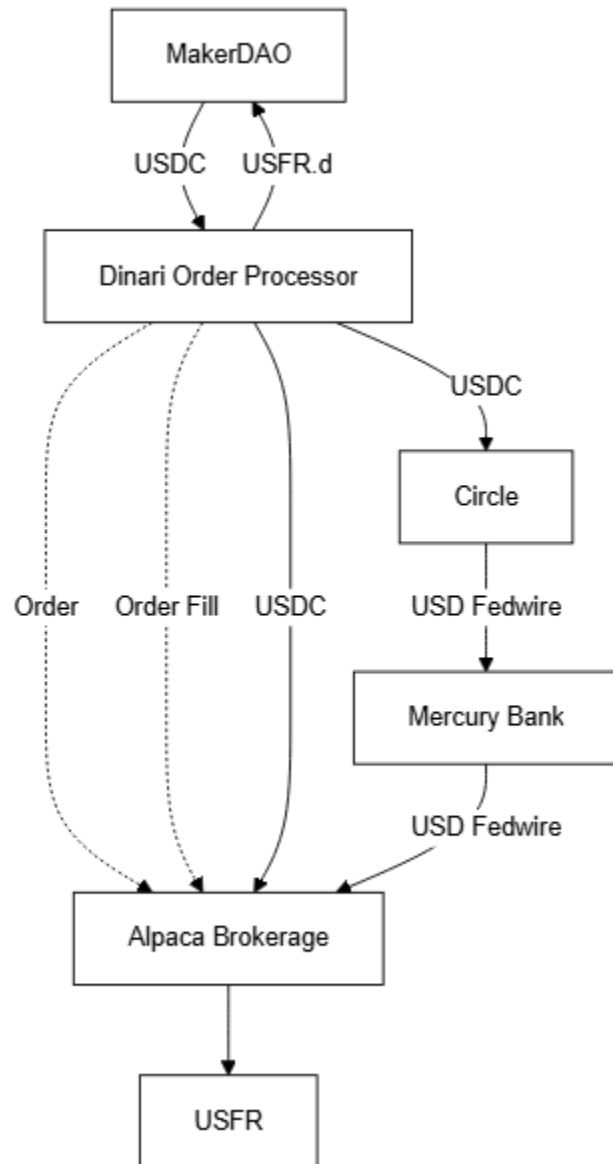 MakerDAO
USDC
USFR.d
Dinari Order Processor
USDC
Circle
Order
Order Fill
USDC
USD Fedwire
Mercury Bank
USD Fedwire
Alpaca Brokerage
USFR